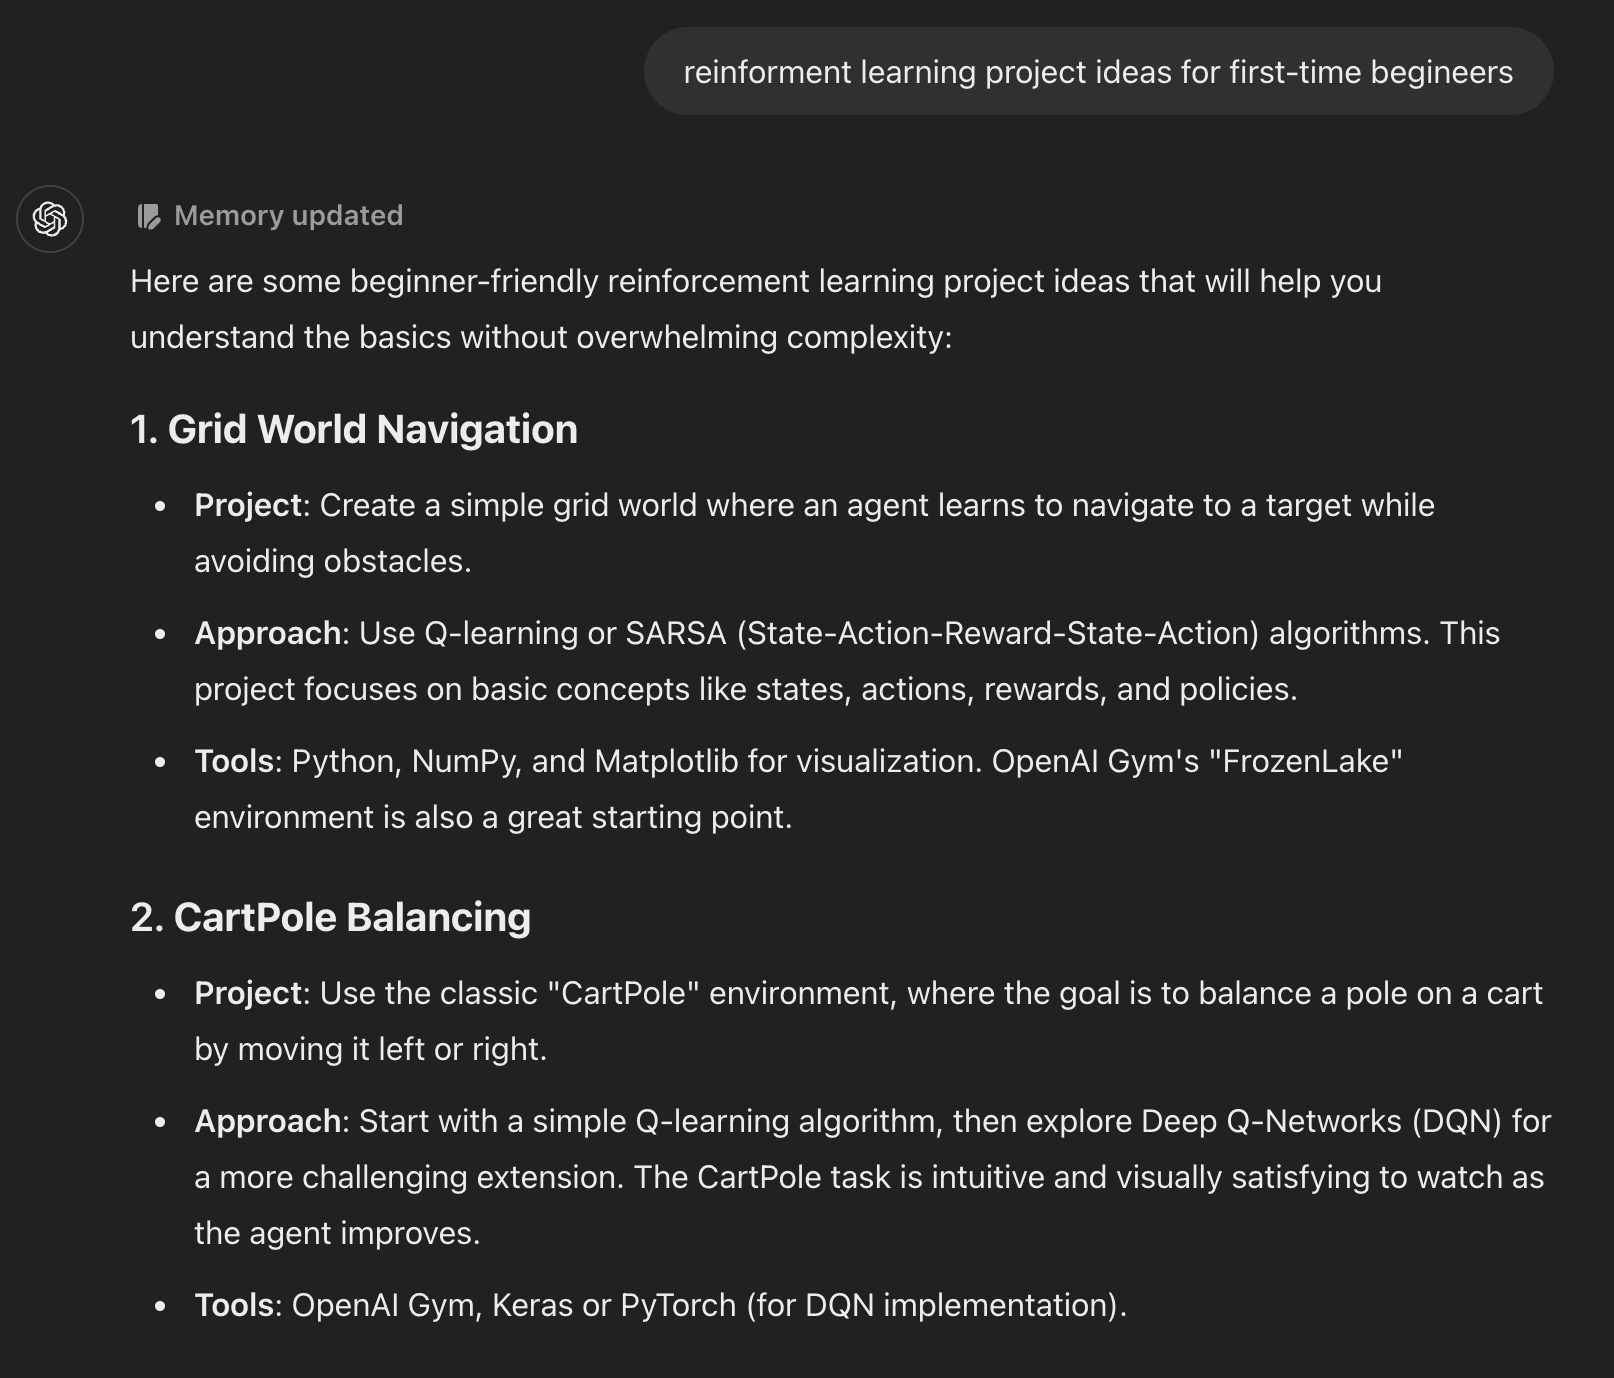 reinforment learning project ideas for first-time begineers
Memory updated
Here are some beginner-friendly reinforcement learning project ideas that will help you
understand the basics without overwhelming complexity:
1. Grid World Navigation
• Project: Create a simple grid world where an agent learns to navigate to a target while
avoiding obstacles.
• Approach: Use Q-learning or SARSA (State-Action-Reward-State-Action) algorithms. This
project focuses on basic concepts like states, actions, rewards, and policies.
• Tools: Python, NumPy, and Matplotlib for visualization. OpenAI Gym's "FrozenLake"
environment is also a great starting point.
2. CartPole Balancing
• Project: Use the classic "CartPole" environment, where the goal is to balance a pole on a cart
by moving it left or right.
• Approach: Start with a simple Q-learning algorithm, then explore Deep Q-Networks (DQN) for
a more challenging extension. The CartPole task is intuitive and visually satisfying to watch as
the agent improves.
• Tools: OpenAI Gym, Keras or PyTorch (for DQN implementation).